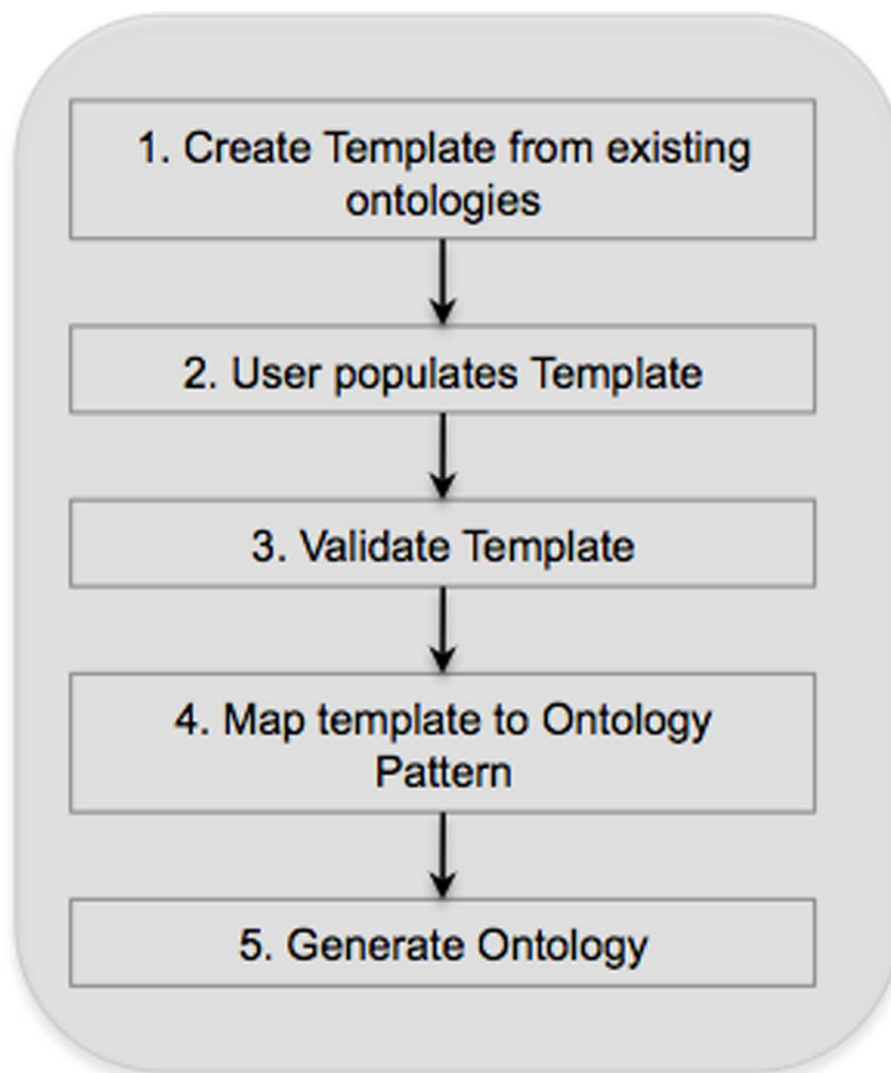 1. Create Template from existing
ontologies
2. User populates Template
3. Validate Template
4. Map template to Ontology
Pattern
5. Generate Ontology